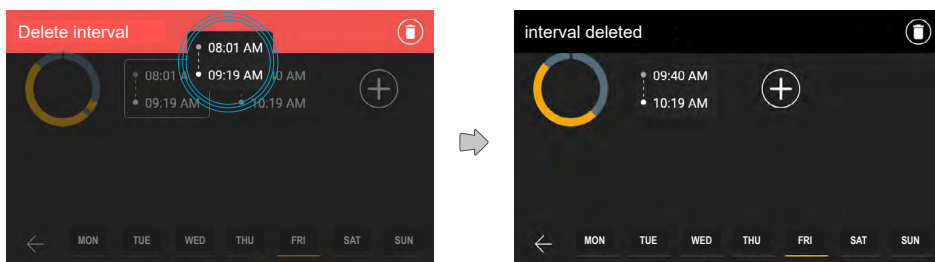 Delete interval
08:01 AM
09:19 AM
08:01 A
0 AM
09:19 AM
10:19 AM
MON TUE WED THU FRI SAT SUN
interval deleted
09:40 AM
10:19 AM
MON TUE WED THU FRI SAT SUN